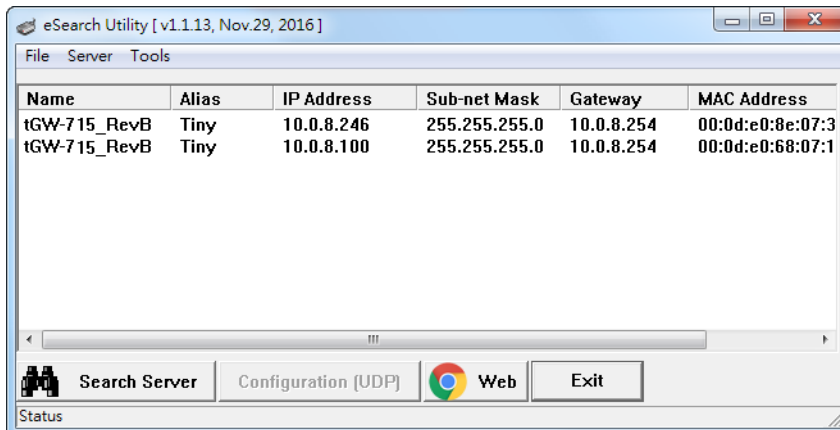 eSearch Utility [ v1.1.13, Nov.29, 2016 ]
File Server Tools
Name Alias IP Address Sub-net Mask Gateway MAC Address
tGW-715_RevB Tiny 10.0.8.246 255.255.255.0 10.0.8.254 00:0d:e0:8e:07:3
tGW-715_RevB Tiny 10.0.8.100 255.255.255.0 10.0.8.254 00:0d:e0:68:07:1
Search Server Configuration (UDP) Web Exit
Status